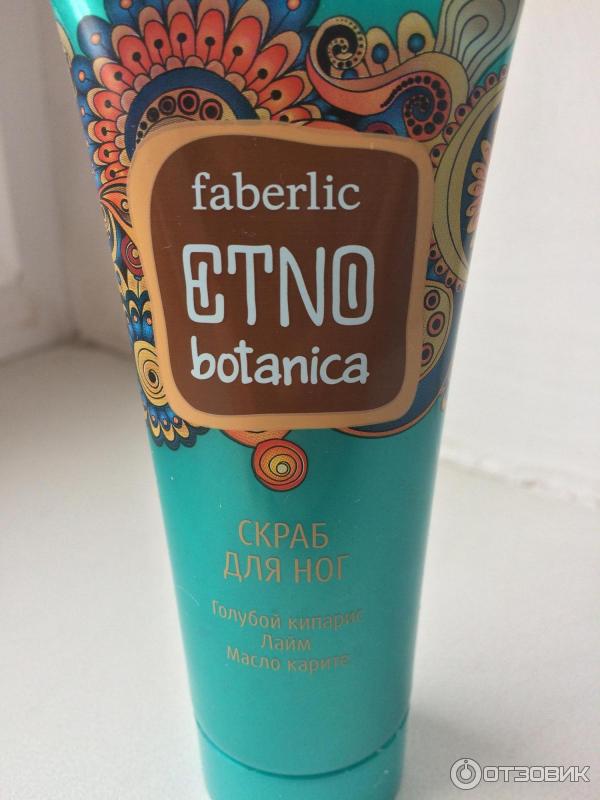 faberlic
ETNO
botanica
СКРАБ
ДЛЯ НОГ
Голубой кипарис
Лайм
Масло карите
ОТЗОВИК